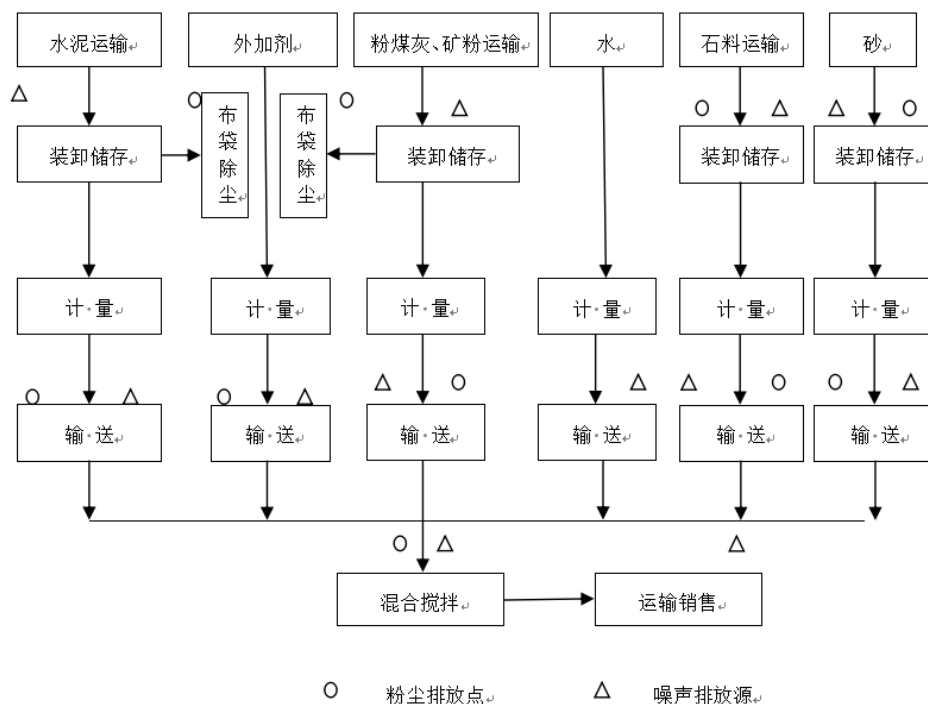 水泥运输
外加剂
粉煤灰、矿粉运输
水
石料运输
砂
布袋除尘
布袋除尘
装卸储存
装卸储存
装卸储存
装卸储存
计量
计量
计量
计量
计量
计量
输送
输送
输送
输送
输送
输送
混合搅拌
运输销售
粉尘排放点
噪声排放源